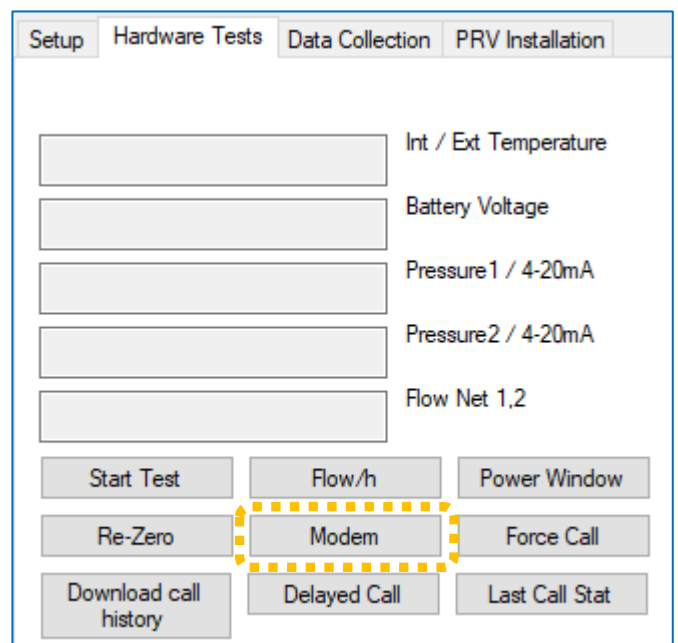 Setup Hardware Tests Data Collection PRV Installation
Int / Ext Temperature
Battery Voltage
Pressure1 / 4-20mA
Pressure2 / 4-20mA
Flow Net 1,2
Start Test Flow/h Power Window
Re-Zero Modem Force Call
Download call
history
Delayed Call Last Call Stat